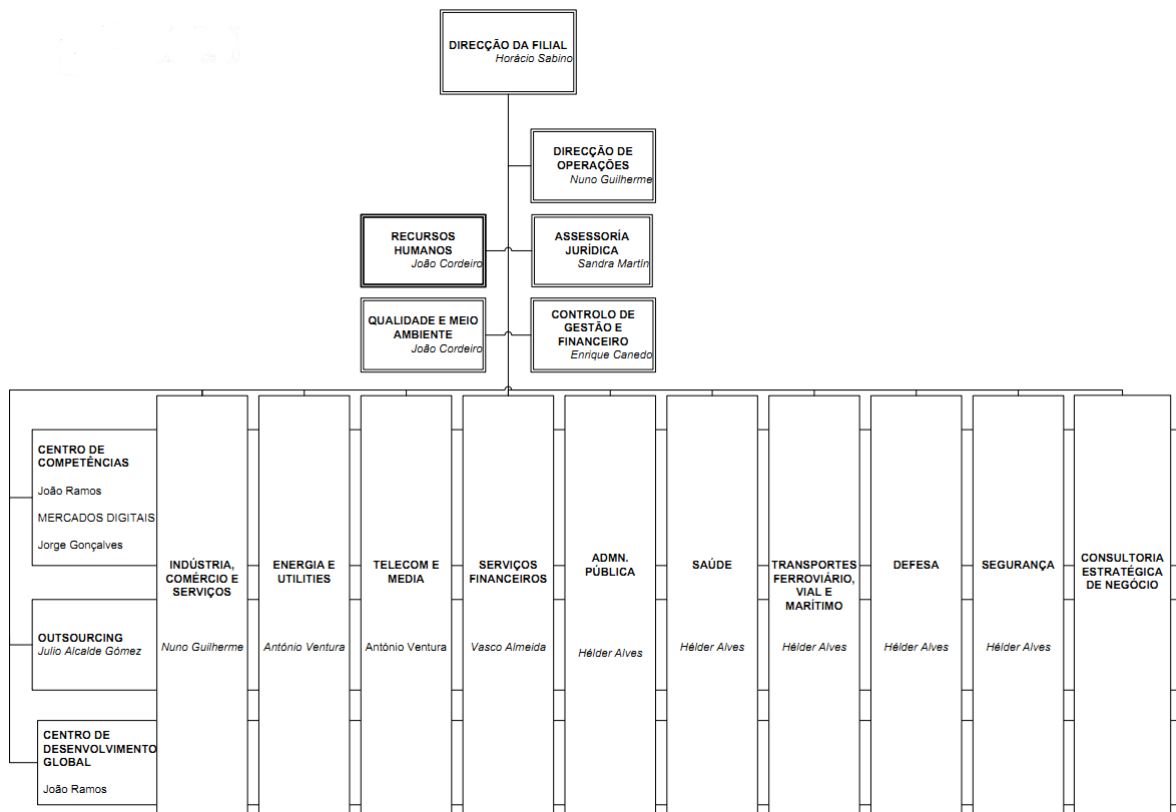 DIRECÇÃO DA FILIAL
Horácio Sabino
DIRECÇÃO DE
OPERAÇÕES
Nuno Guilherme
RECURSOS
HUMANOS
João Cordeiro
ASSESSORÍA
JURÍDICA
Sandra Martín
QUALIDADE E MEIO
AMBIENTE
João Cordeiro
CONTROLO DE
GESTÃO E
FINANCEIRO
Enrique Canedo
CENTRO DE
COMPETÊNCIAS
João Ramos
MERCADOS DIGITAIS
Jorge Gonçalves
OUTSOURCING
Julio Alcalde Gómez
CENTRO DE
DESENVOLVIMENTO
GLOBAL
João Ramos
INDÚSTRIA,
COMÉRCIO E
SERVIÇOS
Nuno Guilherme
ENERGIA E
UTILITIES
António Ventura
TELECOM E
MEDIA
António Ventura
SERVIÇOS
FINANCEIROS
Vasco Almeida
ADMN.
PÚBLICA
Hélder Alves
SAÚDE
Hélder Alves
TRANSPORTES
FERROVIÁRIO,
VIAL E
MARÍTIMO
Hélder Alves
DEFESA
Hélder Alves
SEGURANÇA
Hélder Alves
CONSULTORIA
ESTRATÉGICA
DE NEGÓCIO